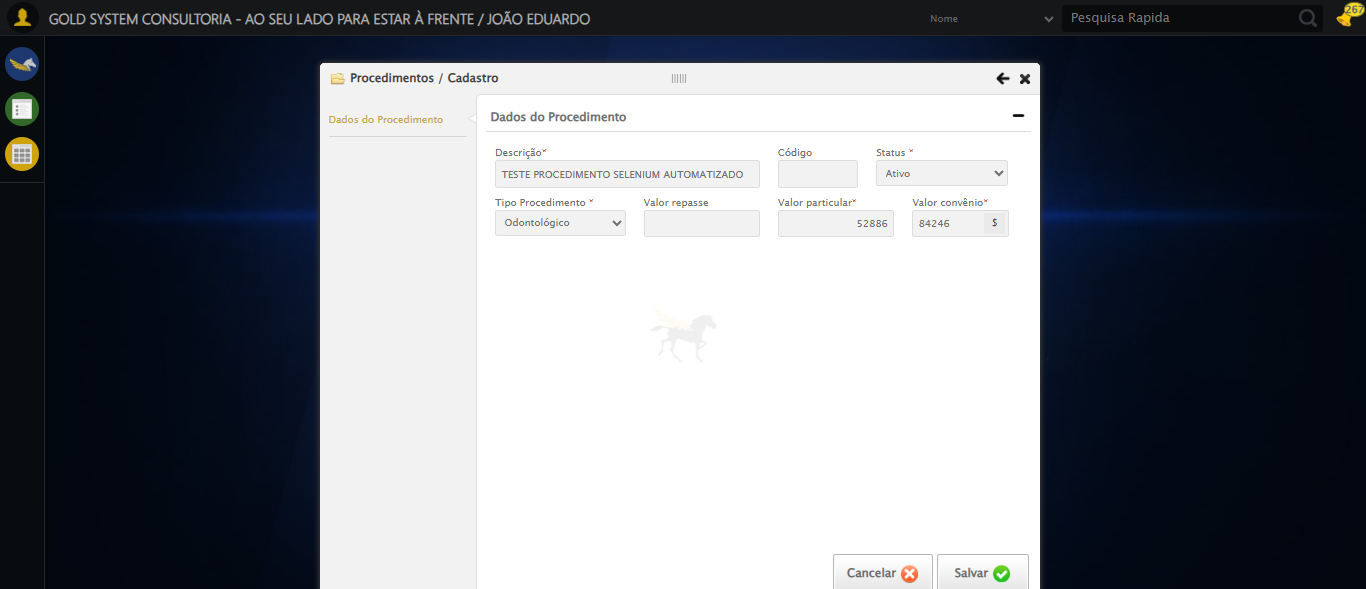 GOLD SYSTEM CONSULTORIA - AO SEU LADO PARA ESTAR À FRENTE / JOÃO EDUARDO
Nome
Pesquisa Rapida
267
Procedimentos / Cadastro
Dados do Procedimento
Dados do Procedimento
Descrição*
Código
Status *
TESTE PROCEDIMENTO SELENIUM AUTOMATIZADO
Ativo
Tipo Procedimento *
Valor repasse
Valor particular*
Valor convênio*
Odontológico
52886
84246
$
Cancelar
Salvar